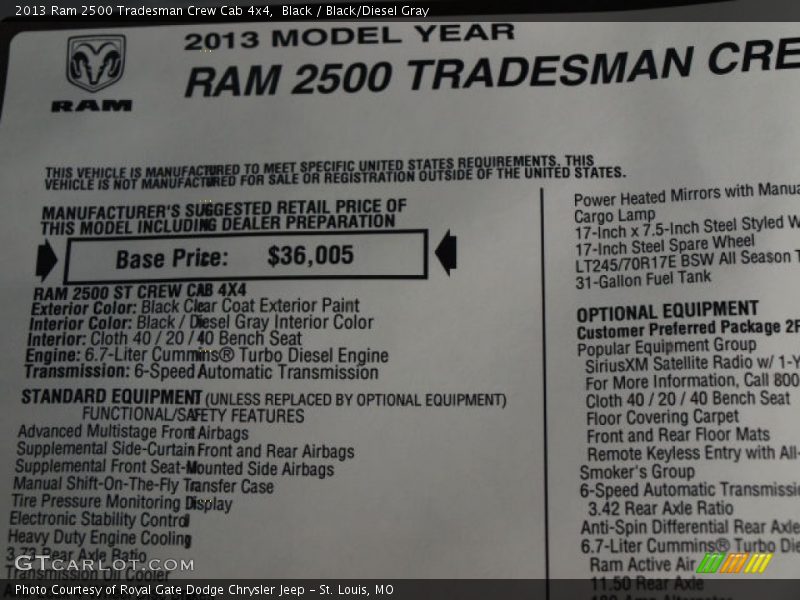 2013 Ram 2500 Tradesman Crew Cab 4x4,  Black / Black/Diesel Gray
2013 MODEL YEAR
RAM 2500 TRADESMAN CRE
RAM
THIS VEHICLE IS MANUFACTURED TO MEET SPECIFIC UNITED STATES REQUIREMENTS. THIS
VEHICLE IS NOT MANUFACTURED FOR SALE OR REGISTRATION OUTSIDE OF THE UNITED STATES.
MANUFACTURER'S SUGGESTED RETAIL PRICE OF
THIS MODEL INCLUDING DEALER PREPARATION
Base Price: $36,005
RAM 2500 ST CREW CAB 4X4
Exterior Color: Black Clear Coat Exterior Paint
Interior Color: Black / Diesel Gray Interior Color
Interior: Cloth 40 / 20 / 40 Bench Seat
Engine: 6.7-Liter Cummins® Turbo Diesel Engine
Transmission: 6-Speed Automatic Transmission
STANDARD EQUIPMENT (UNLESS REPLACED BY OPTIONAL EQUIPMENT)
FUNCTIONAL/SAFETY FEATURES
Advanced Multistage Front Airbags
Supplemental Side-Curtain Front and Rear Airbags
Supplemental Front Seat-Mounted Side Airbags
Manual Shift-On-The-Fly Transfer Case
Tire Pressure Monitoring Display
Electronic Stability Control
Heavy Duty Engine Cooling
3.73 Rear Axle Ratio
Transmission Oil Cooler
Power Heated Mirrors with Manua
Cargo Lamp
17-Inch x 7.5-Inch Steel Styled W
17-Inch Steel Spare Wheel
LT245/70R17E BSW All Season T
31-Gallon Fuel Tank
OPTIONAL EQUIPMENT
Customer Preferred Package 2F
Popular Equipment Group
SiriusXM Satellite Radio w/ 1-Y
For More Information, Call 800
Cloth 40 / 20 / 40 Bench Seat
Floor Covering Carpet
Front and Rear Floor Mats
Remote Keyless Entry with All-
Smoker's Group
6-Speed Automatic Transmissio
3.42 Rear Axle Ratio
Anti-Spin Differential Rear Axle
6.7-Liter Cummins® Turbo Die
Ram Active Air
11.50 Rear Axle
GTCARLOT.COM
Photo Courtesy of Royal Gate Dodge Chrysler Jeep – St. Louis, MO